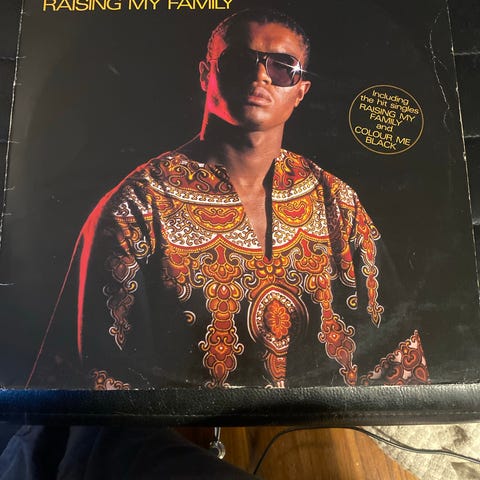 RAISING MY FAMILY
Including
the hit singles
RAISING MY
FAMILY
and
COLOUR ME
BLACK